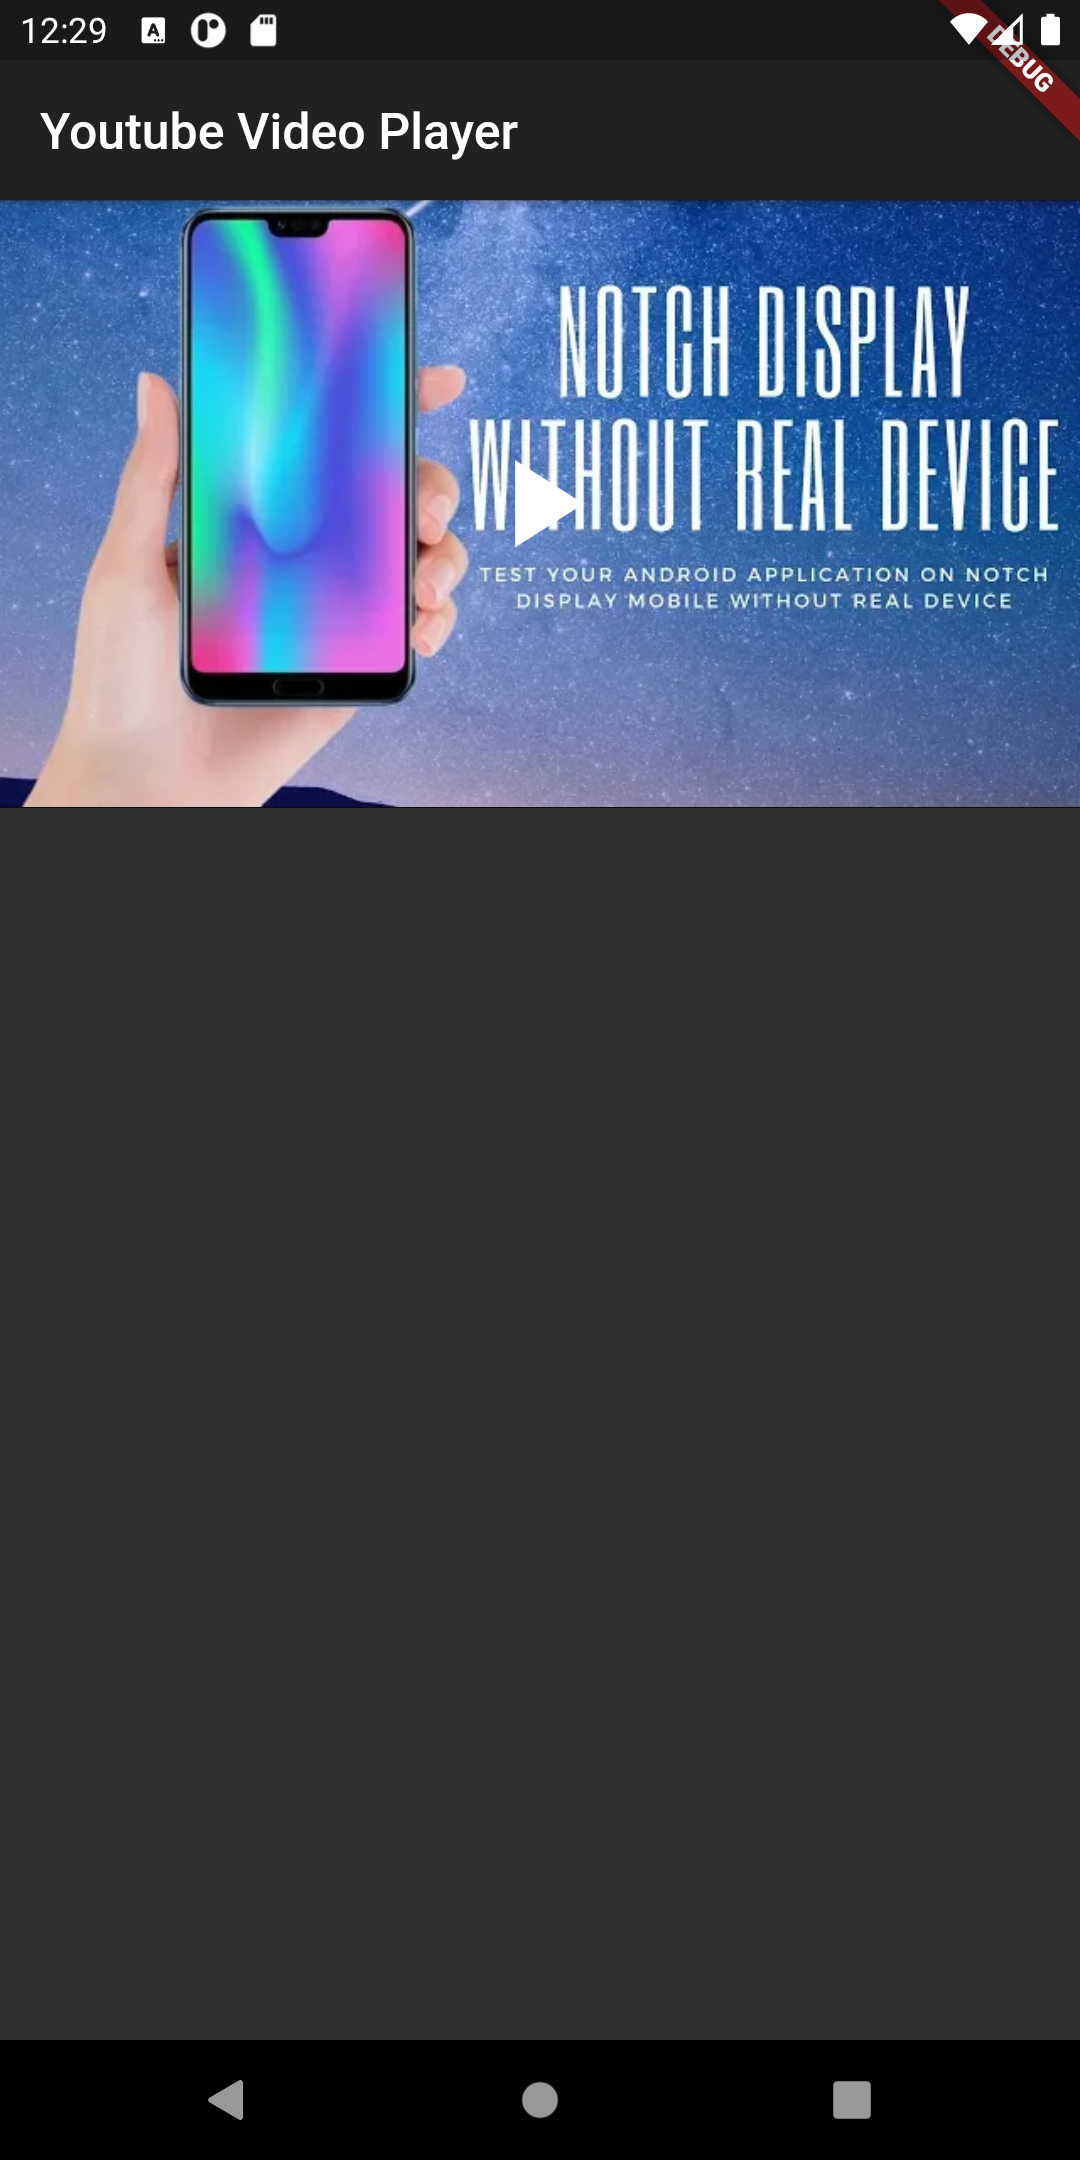 12:29
DEBUG
Youtube Video Player
NOTCH DISPLAY
WITHOUT REAL DEVICE
TEST YOUR ANDROID APPLICATION ON NOTCH
DISPLAY MOBILE WITHOUT REAL DEVICE